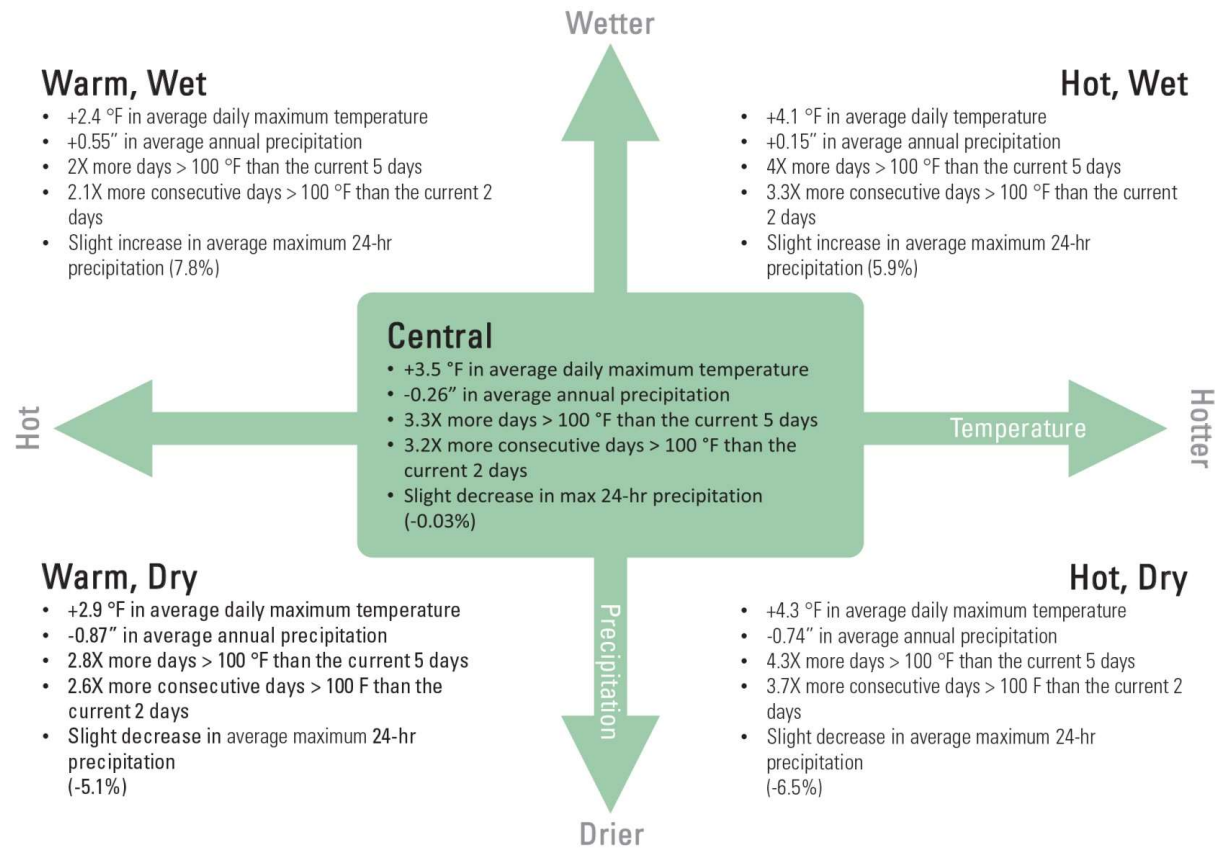 Wetter
Warm, Wet
• +2.4 °F in average daily maximum temperature
• +0.55” in average annual precipitation
• 2X more days > 100 °F than the current 5 days
• 2.1X more consecutive days > 100 °F than the current 2
days
• Slight increase in average maximum 24-hr
precipitation (7.8%)
Hot, Wet
• +4.1 °F in average daily temperature
• +0.15” in average annual precipitation
• 4X more days > 100 °F than the current 5 days
• 3.3X more consecutive days > 100 °F than the current
2 days
• Slight increase in average maximum 24-hr
precipitation (5.9%)
Central
• +3.5 °F in average daily maximum temperature
• -0.26” in average annual precipitation
• 3.3X more days > 100 °F than the current 5 days
• 3.2X more consecutive days > 100 °F than the
current 2 days
• Slight decrease in max 24-hr precipitation
(-0.03%)
Hot
Temperature
Hotter
Warm, Dry
• +2.9 °F in average daily maximum temperature
• -0.87” in average annual precipitation
• 2.8X more days > 100 °F than the current 5 days
• 2.6X more consecutive days > 100 F than the
current 2 days
• Slight decrease in average maximum 24-hr
precipitation
(-5.1%)
Precipitation
Hot, Dry
• +4.3 °F in average daily maximum temperature
• -0.74” in average annual precipitation
• 4.3X more days > 100 °F than the current 5 days
• 3.7X more consecutive days > 100 F than the current 2
days
• Slight decrease in average maximum 24-hr
precipitation
(-6.5%)
Drier